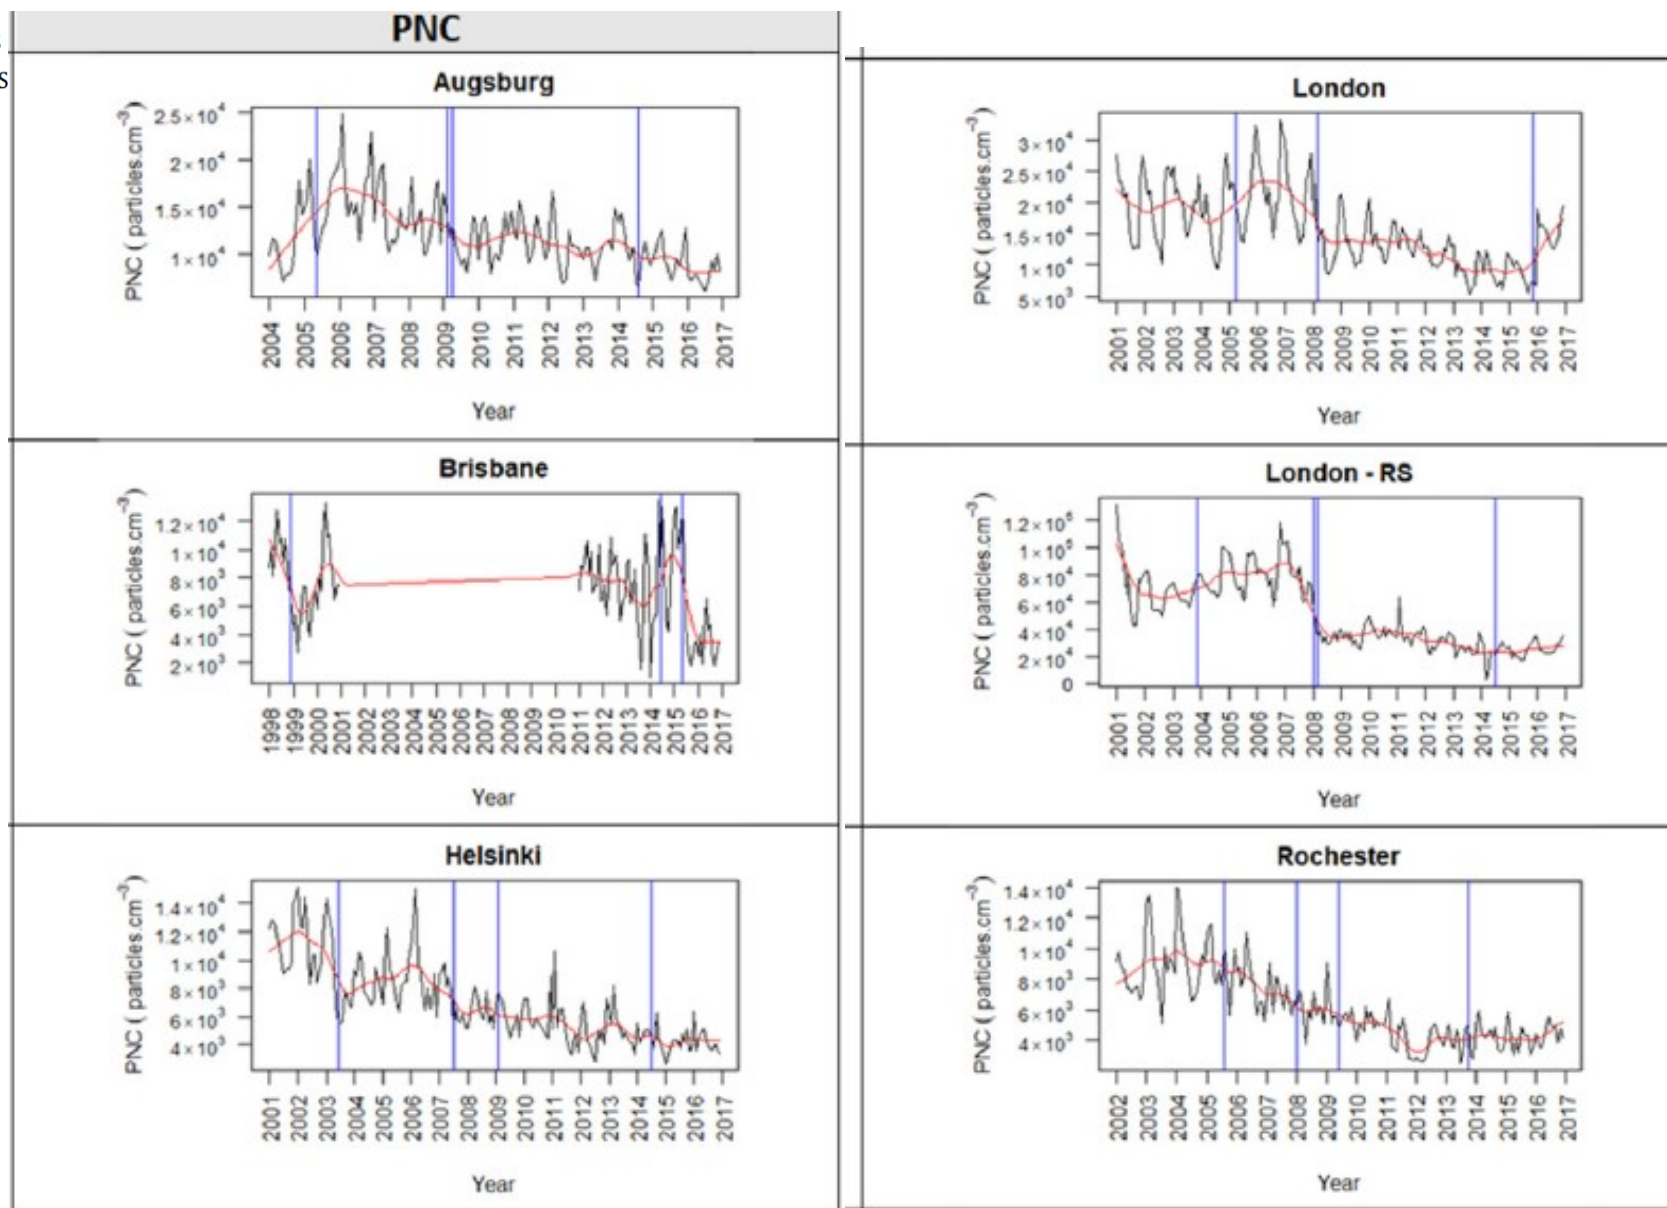 s
PNC
Augsburg
PNC ( particles.cm⁻³)
2.5×10⁴
2×10⁴
1.5×10⁴
1×10⁴
2004 2005 2006 2007 2008 2009 2010 2011 2012 2013 2014 2015 2016 2017
Year
Brisbane
PNC ( particles.cm⁻³)
1.2×10⁴
1×10⁴
8×10³
6×10³
4×10³
2×10³
1998 1999 2000 2001 2002 2003 2004 2005 2006 2007 2008 2009 2010 2011 2012 2013 2014 2015 2016 2017
Year
Helsinki
PNC ( particles.cm⁻³)
1.4×10⁴
1.2×10⁴
1×10⁴
8×10³
6×10³
4×10³
2001 2002 2003 2004 2005 2006 2007 2008 2009 2010 2011 2012 2013 2014 2015 2016 2017
Year
London
PNC ( particles.cm⁻³)
3×10⁴
2.5×10⁴
2×10⁴
1.5×10⁴
1×10⁴
5×10³
2001 2002 2003 2004 2005 2006 2007 2008 2009 2010 2011 2012 2013 2014 2015 2016 2017
Year
London - RS
PNC ( particles.cm⁻³)
1.2×10⁵
1×10⁵
8×10⁴
6×10⁴
4×10⁴
2×10⁴
0
2001 2002 2003 2004 2005 2006 2007 2008 2009 2010 2011 2012 2013 2014 2015 2016 2017
Year
Rochester
PNC ( particles.cm⁻³)
1.4×10⁴
1.2×10⁴
1×10⁴
8×10³
6×10³
4×10³
2002 2003 2004 2005 2006 2007 2008 2009 2010 2011 2012 2013 2014 2015 2016 2017
Year